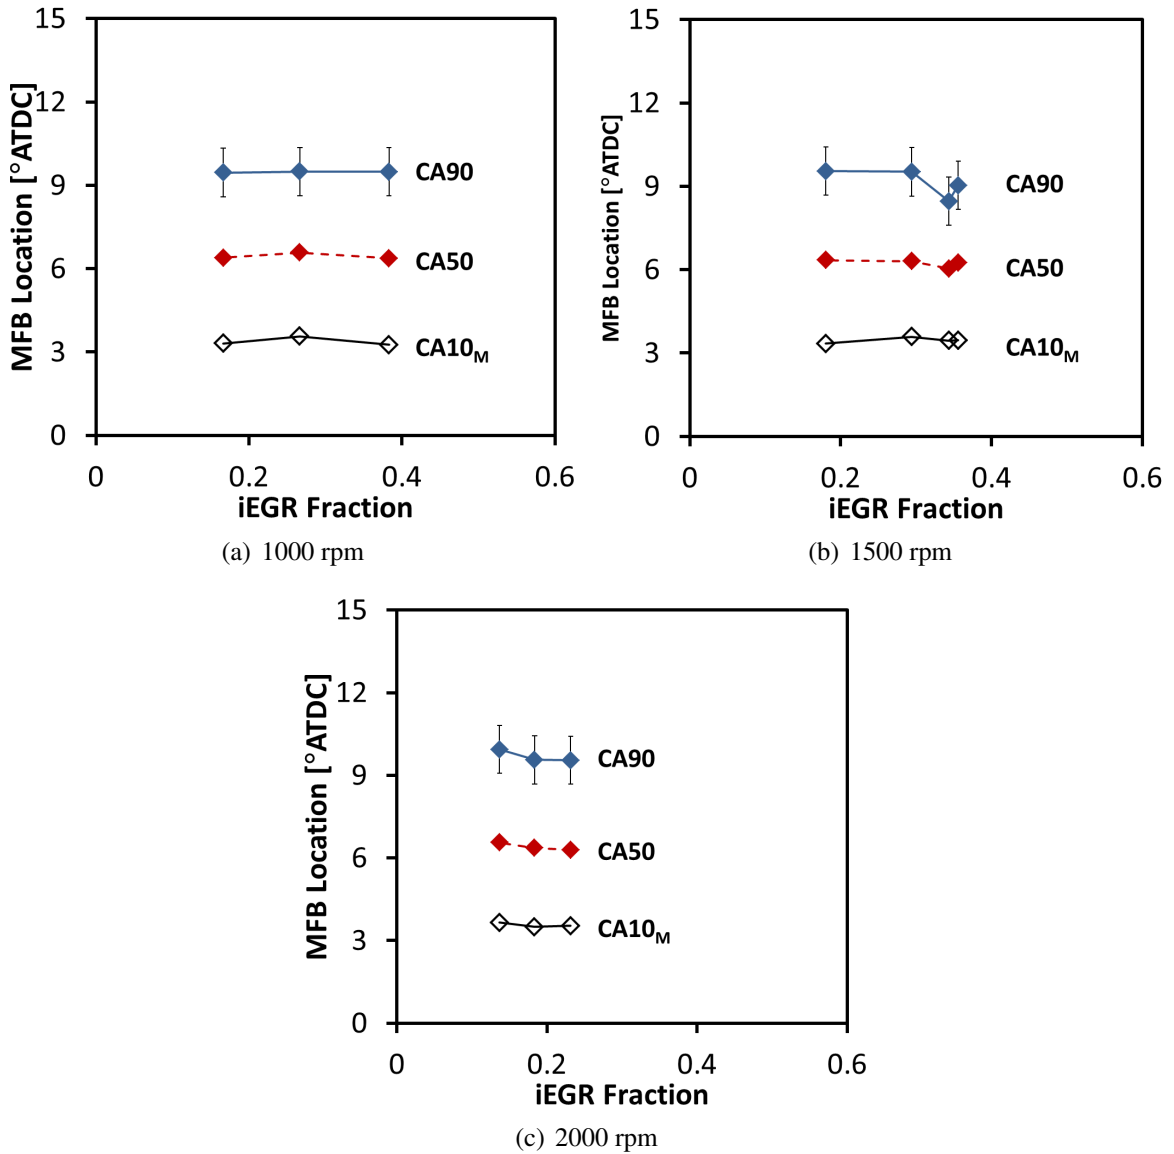 15
12
9
6
3
0
MFB Location [°ATDC]
CA90
CA50
CA10M
0 0.2 0.4 0.6
iEGR Fraction
(a) 1000 rpm
15
12
9
6
3
0
MFB Location [°ATDC]
CA90
CA50
CA10M
0 0.2 0.4 0.6
iEGR Fraction
(b) 1500 rpm
15
12
9
6
3
0
MFB Location [°ATDC]
CA90
CA50
CA10M
0 0.2 0.4 0.6
iEGR Fraction
(c) 2000 rpm